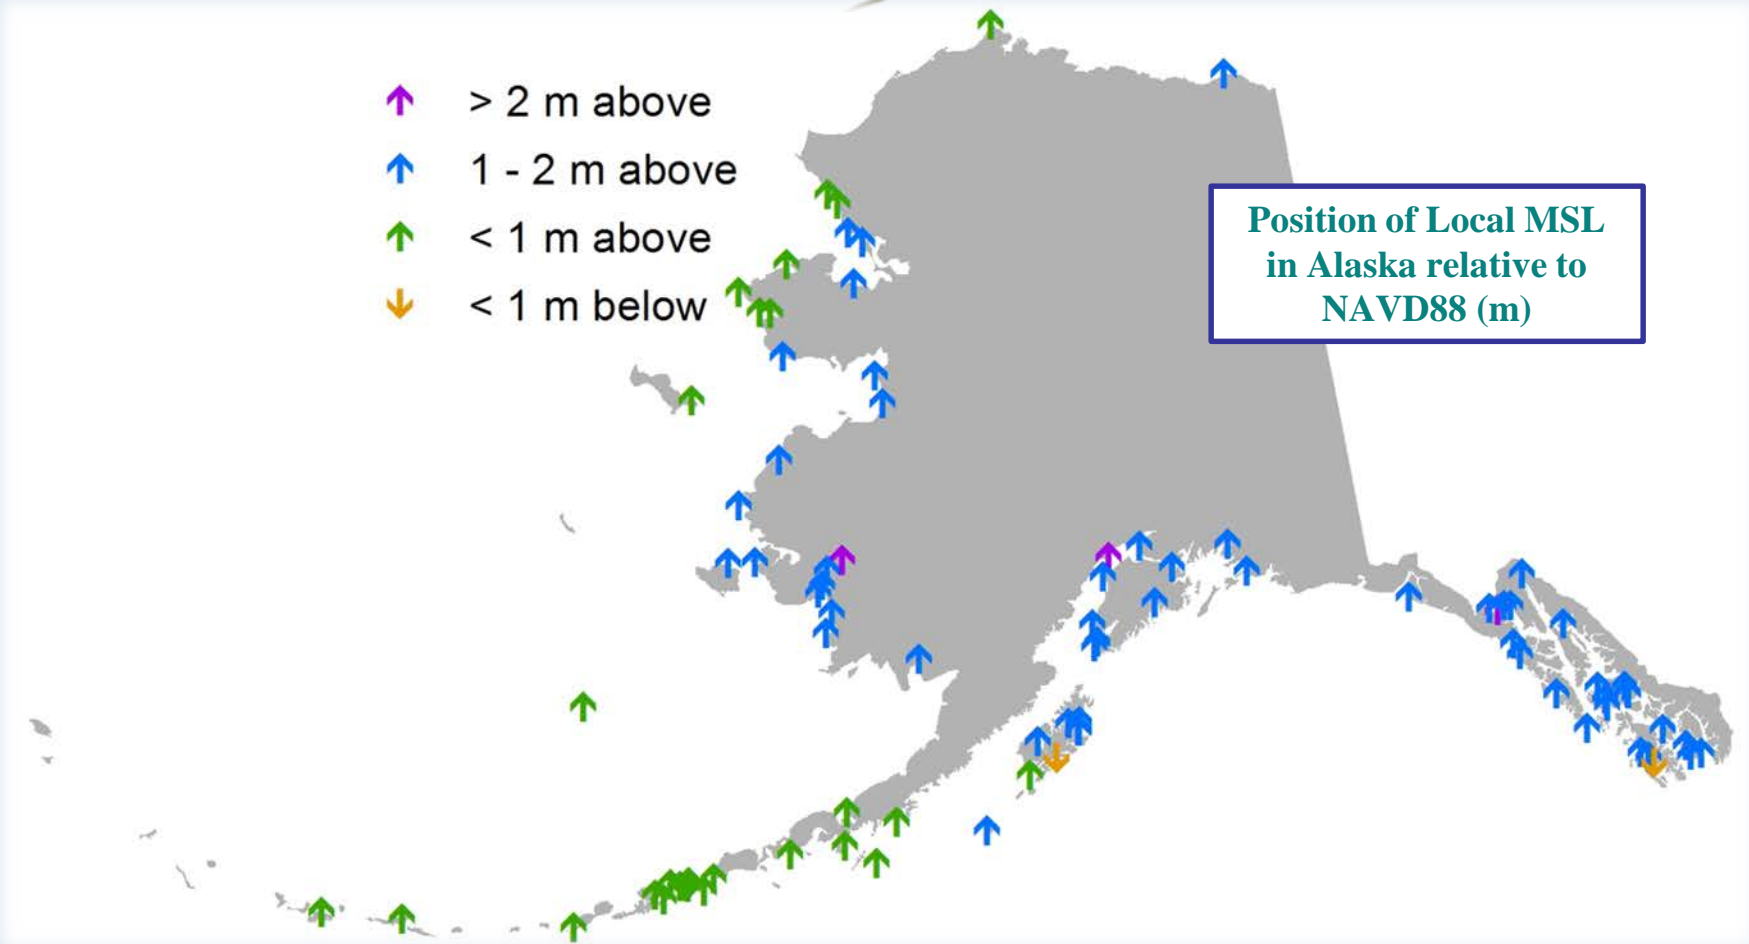 > 2 m above
1 - 2 m above
< 1 m above
< 1 m below
Position of Local MSL
in Alaska relative to
NAVD88 (m)